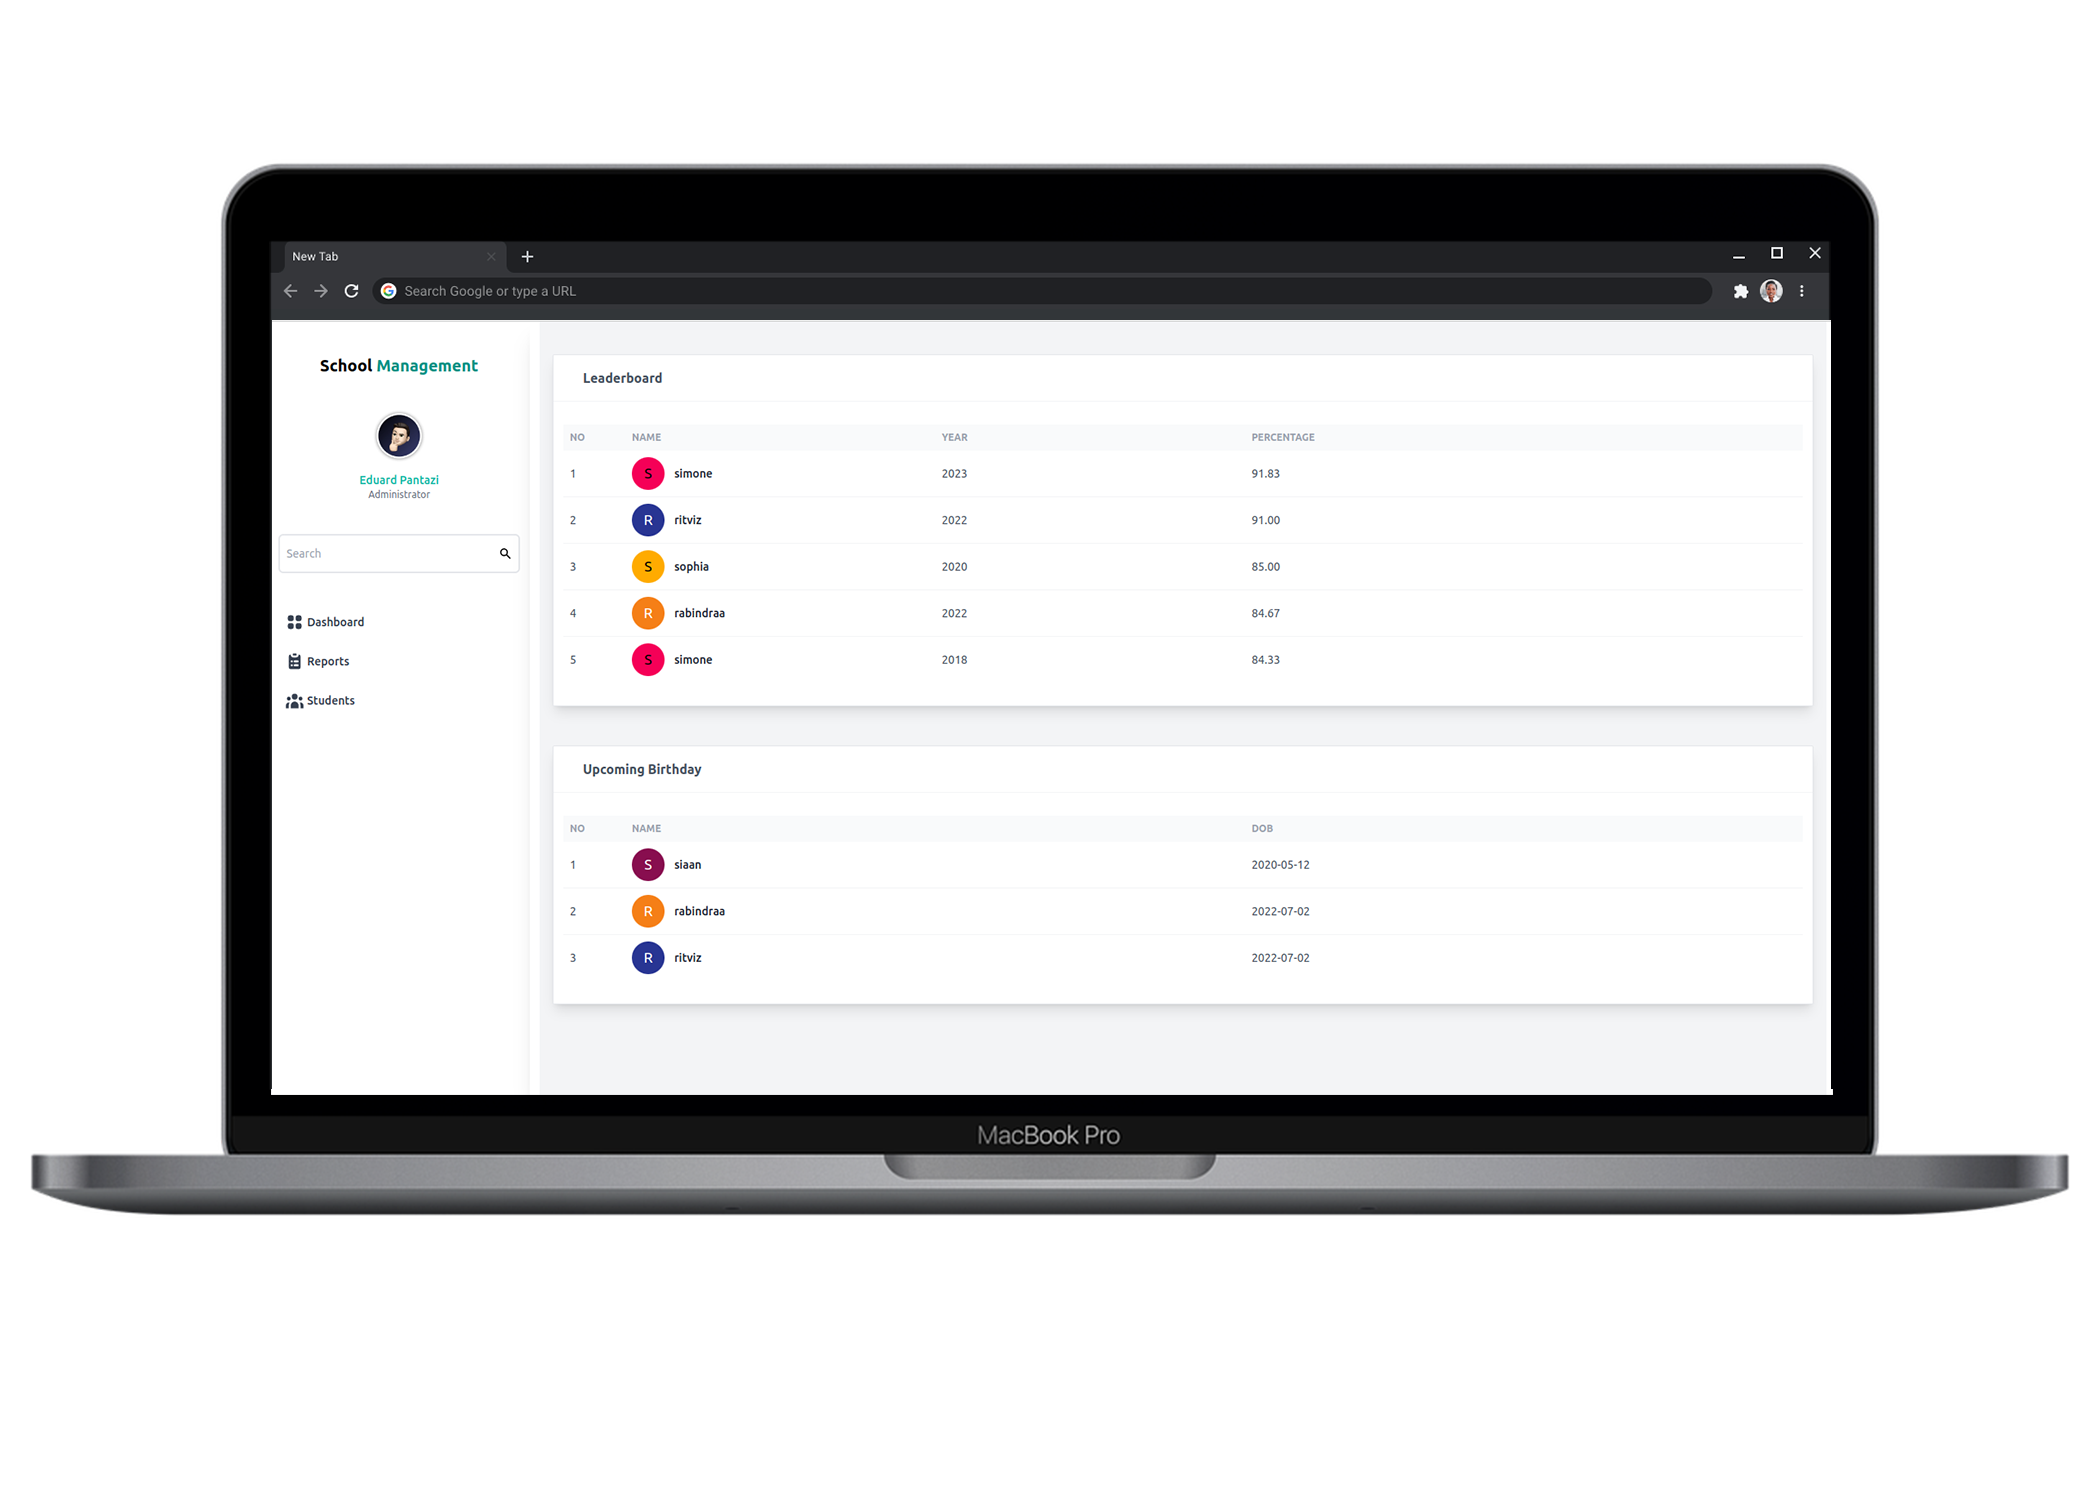 New Tab
Search Google or type a URL
School Management
Eduard Pantazi
Administrator
Search
Dashboard
Reports
Students
Leaderboard
NO NAME YEAR PERCENTAGE
1 S simone 2023 91.83
2 R ritviz 2022 91.00
3 S sophia 2020 85.00
4 R rabindraa 2022 84.67
5 S simone 2018 84.33
Upcoming Birthday
NO NAME DOB
1 S siaan 2020-05-12
2 R rabindraa 2022-07-02
3 R ritviz 2022-07-02
MacBook Pro